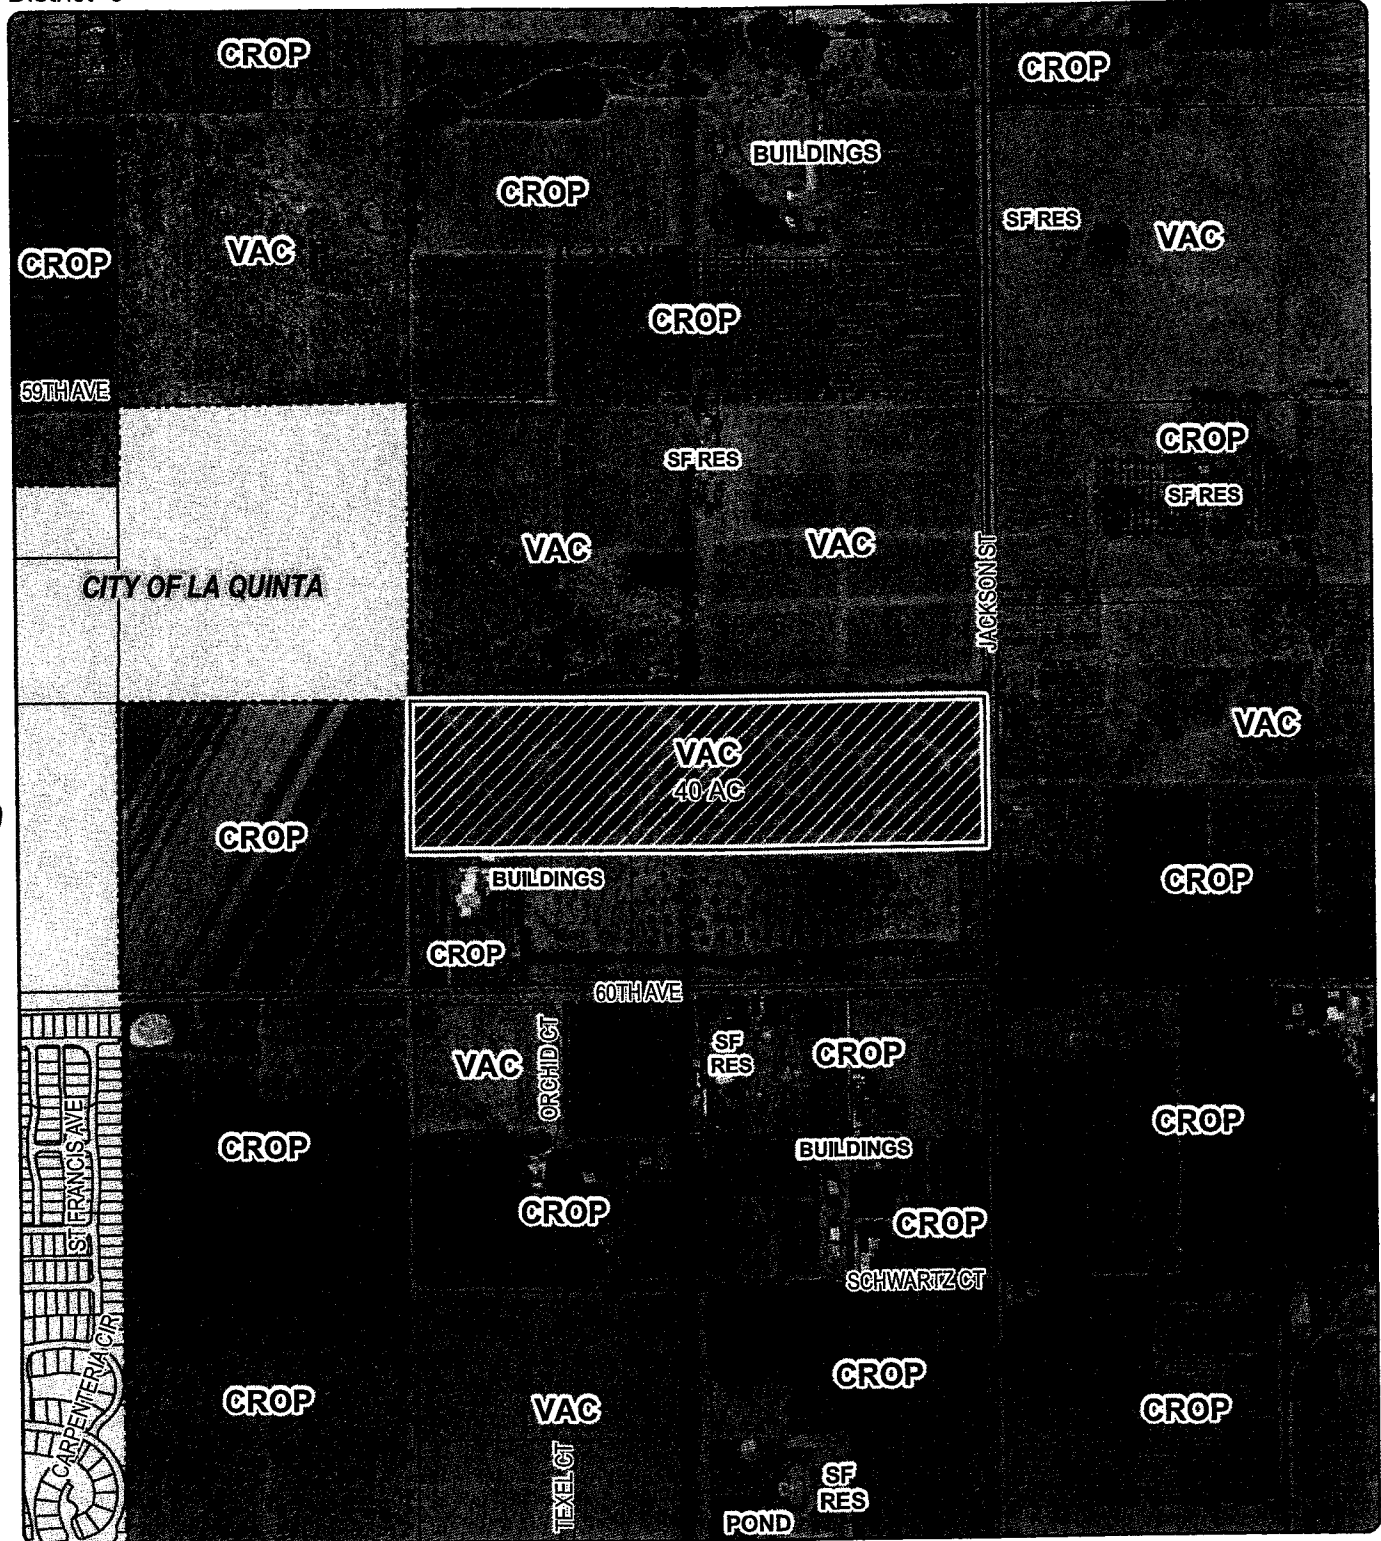 CROP
CROP
BUILDINGS
CROP
SF RES
VAC
VAC
CROP
CROP
59TH AVE
CROP
SF RES
SF RES
VAC
VAC
JACKSON ST
CITY OF LA QUINTA
VAC
VAC
40 AC
CROP
BUILDINGS
CROP
CROP
60TH AVE
VAC
ORCHID CT
SF
RES
CROP
CROP
ST FRANCIS AVE
CROP
BUILDINGS
CROP
CROP
SCHWARTZ CT
CARPENTERIA CIR
CROP
VAC
CROP
CROP
TEXEL CT
SF
RES
POND